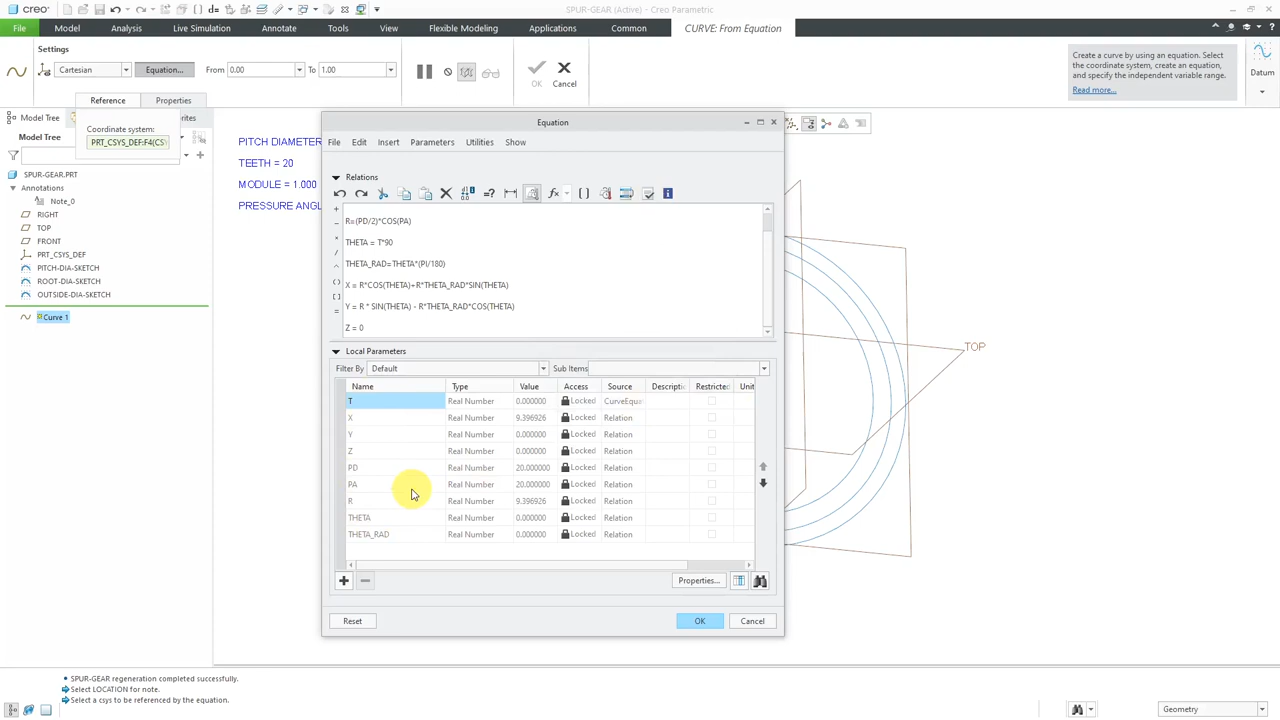 creo
SPUR-GEAR (Active) - Creo Parametric
File
Model
Analysis
Live Simulation
Annotate
Tools
View
Flexible Modeling
Applications
Common
CURVE: From Equation
Settings
Cartesian
Equation...
From
0.00
To
1.00
OK
Cancel
Create a curve by using an equation. Select
the coordinate system, create an equation,
and specify the independent variable range.
Read more...
Datum
Reference
Properties
Model Tree
orites
Coordinate system:
PRT_CSYS_DEF:F4(CS
Model Tree
SPUR-GEAR.PRT
Annotations
Note_0
RIGHT
TOP
FRONT
PRT_CSYS_DEF
PITCH-DIA-SKETCH
ROOT-DIA-SKETCH
OUTSIDE-DIA-SKETCH
Curve 1
PITCH DIAMETER
TEETH = 20
MODULE = 1.000
PRESSURE ANGL
Equation
File
Edit
Insert
Parameters
Utilities
Show
Relations
R=(PD/2)*COS(PA)
THETA = T*90
THETA_RAD=THETA*(PI/180)
X = R*COS(THETA)+R*THETA_RAD*SIN(THETA)
Y = R * SIN(THETA) - R*THETA_RAD*COS(THETA)
Z = 0
Local Parameters
Filter By
Default
Sub Items
Name Type Value Access Source Descriptic Restricted Unit
T Real Number 0.000000 Locked CurveEqua
X Real Number 9.396926 Locked Relation
Y Real Number 0.000000 Locked Relation
Z Real Number 0.000000 Locked Relation
PD Real Number 20.000000 Locked Relation
PA Real Number 20.000000 Locked Relation
R Real Number 9.396926 Locked Relation
THETA Real Number 0.000000 Locked Relation
THETA_RAD Real Number 0.000000 Locked Relation
Properties...
Reset
OK
Cancel
TOP
SPUR-GEAR regeneration completed successfully.
Select LOCATION for note.
Select a csys to be referenced by the equation.
Geometry